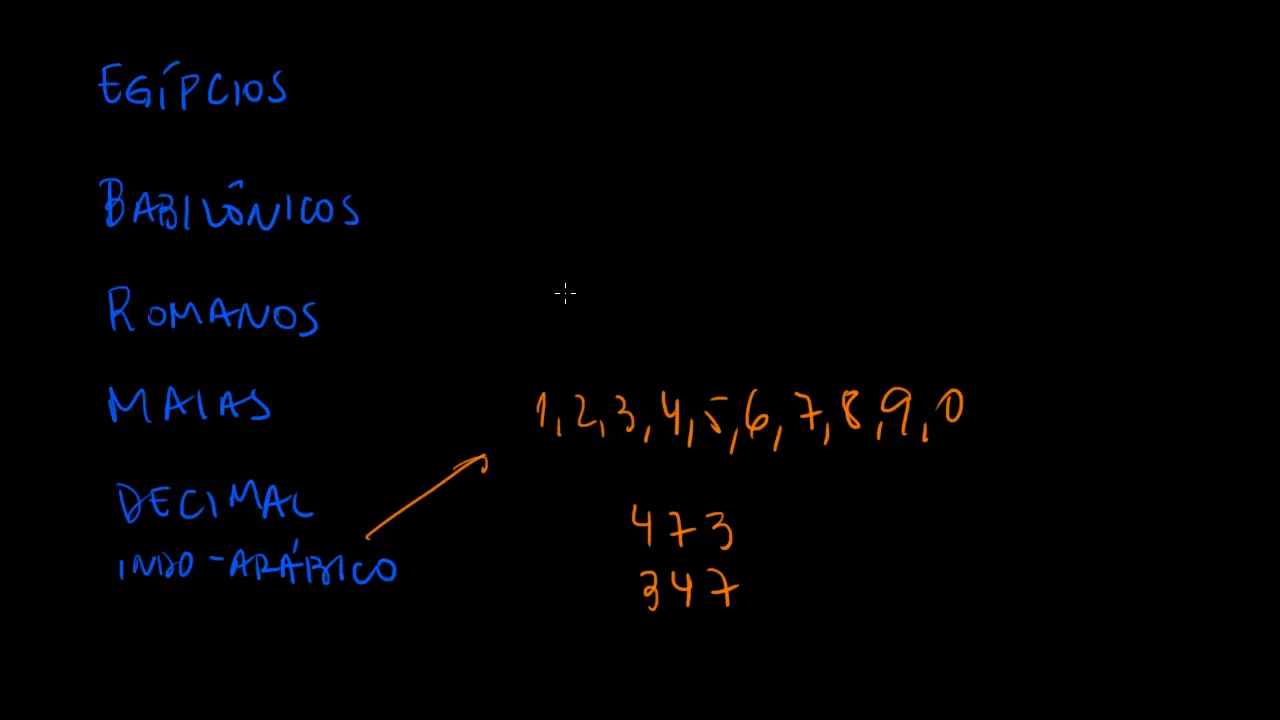 EGÍPCIOS
BABILÔNICOS
ROMANOS
MAIAS
1,2,3,4,5,6,7,8,9,0
DECIMAL
INDO-ARÁBICO
473
347